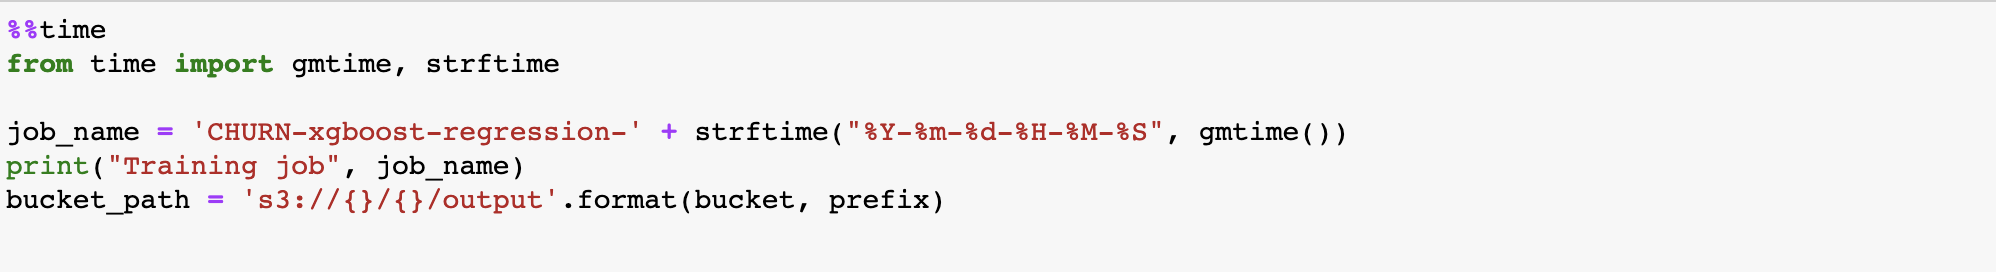 %%time
from time import gmtime, strftime

job_name = 'CHURN-xgboost-regression-' + strftime("%Y-%m-%d-%H-%M-%S", gmtime())
print("Training job", job_name)
bucket_path = 's3://{}/{}/output'.format(bucket, prefix)